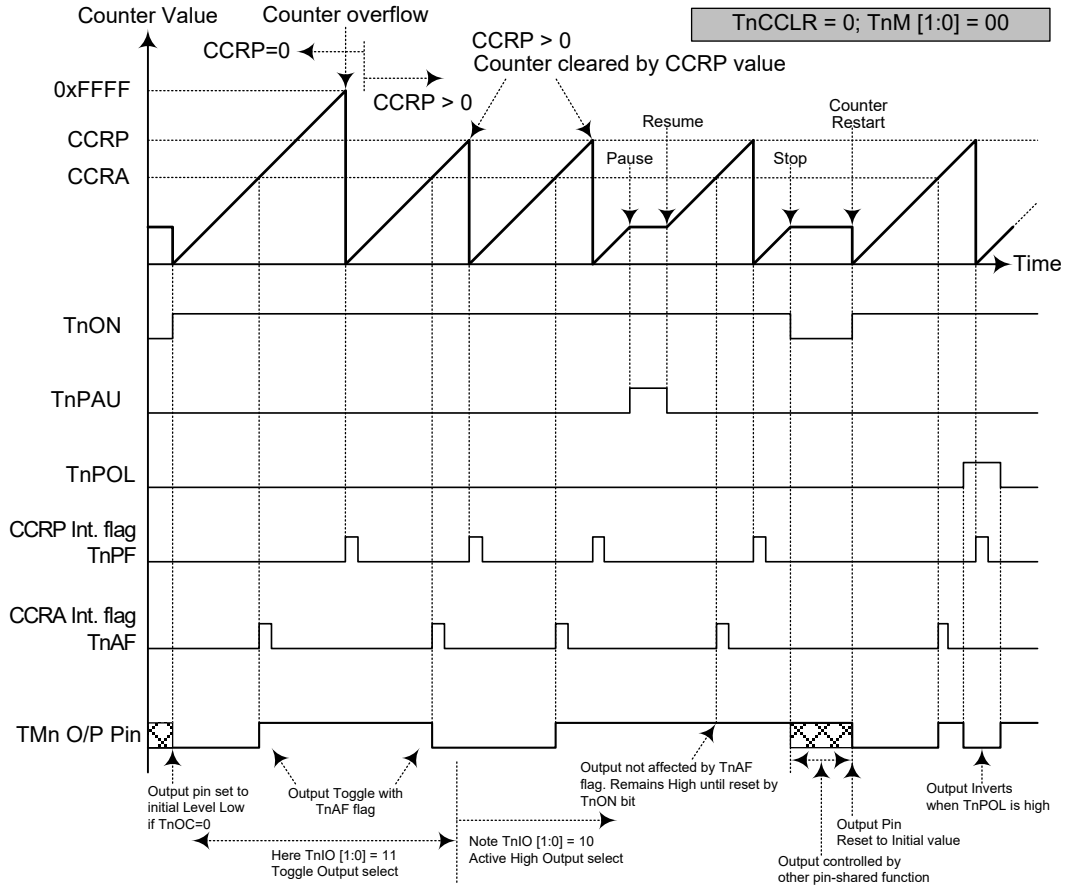 Counter Value
Counter overflow
TnCCLR = 0; TnM [1:0] = 00
CCRP=0
CCRP > 0
CCRP > 0
Counter cleared by CCRP value
0xFFFF
CCRP
CCRA
Pause
Resume
Stop
Counter
Restart
Time
TnON
TnPAU
TnPOL
CCRP Int. flag
TnPF
CCRA Int. flag
TnAF
TMn O/P Pin
Output pin set to
initial Level Low
if TnOC=0
Output Toggle with
TnAF flag
Here TnIO [1:0] = 11
Toggle Output select
Note TnIO [1:0] = 10
Active High Output select
Output not affected by TnAF
flag. Remains High until reset by
TnON bit
Output controlled by
other pin-shared function
Output Pin
Reset to Initial value
Output Inverts
when TnPOL is high